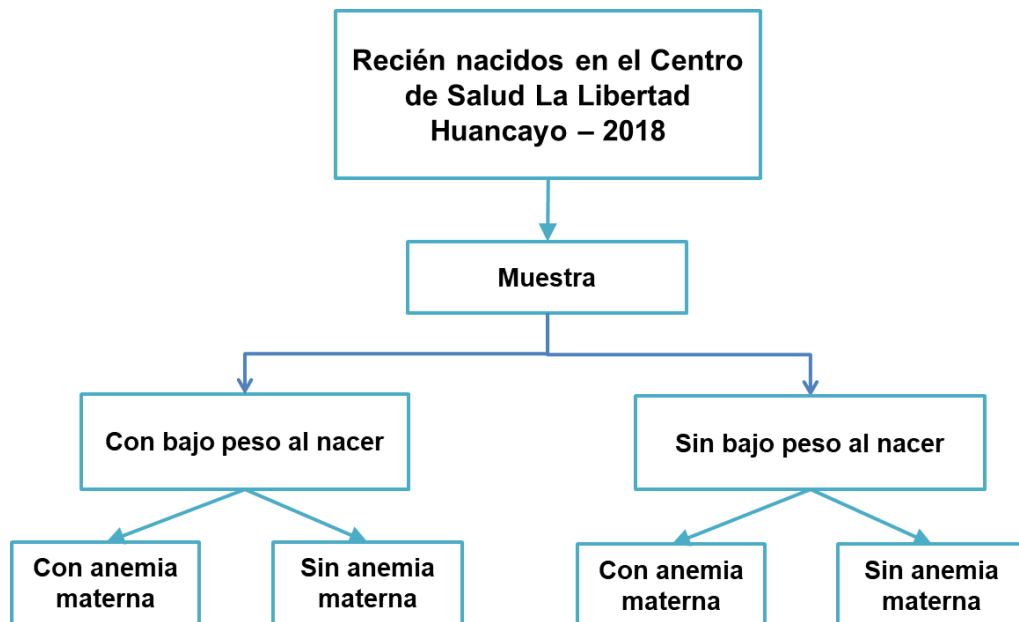 Recién nacidos en el Centro
de Salud La Libertad
Huancayo – 2018
Muestra
Con bajo peso al nacer
Sin bajo peso al nacer
Con anemia
materna
Sin anemia
materna
Con anemia
materna
Sin anemia
materna